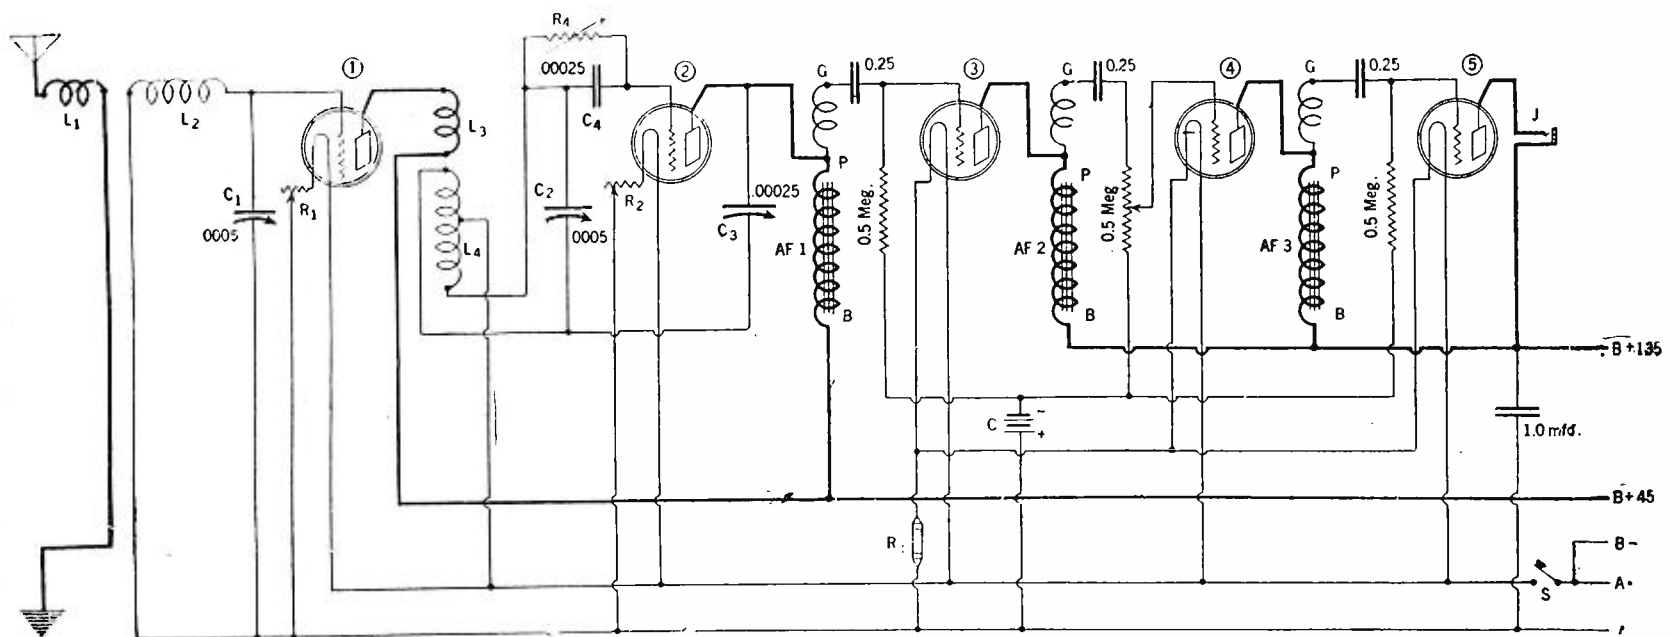 R4
① ② ③ ④ ⑤
.00025 G 0.25 G 0.25 G 0.25
L1 L2 L3 C4 J
P P P
C1 R1 C2 R2 .00025
.0005 L4 .0005 C3
0.5 Meg. 0.5 Meg 0.5 Meg.
AF 1 AF 2 AF 3
B B B
B+135
C - +
1.0 mfd.
B+45
R
B-
S A